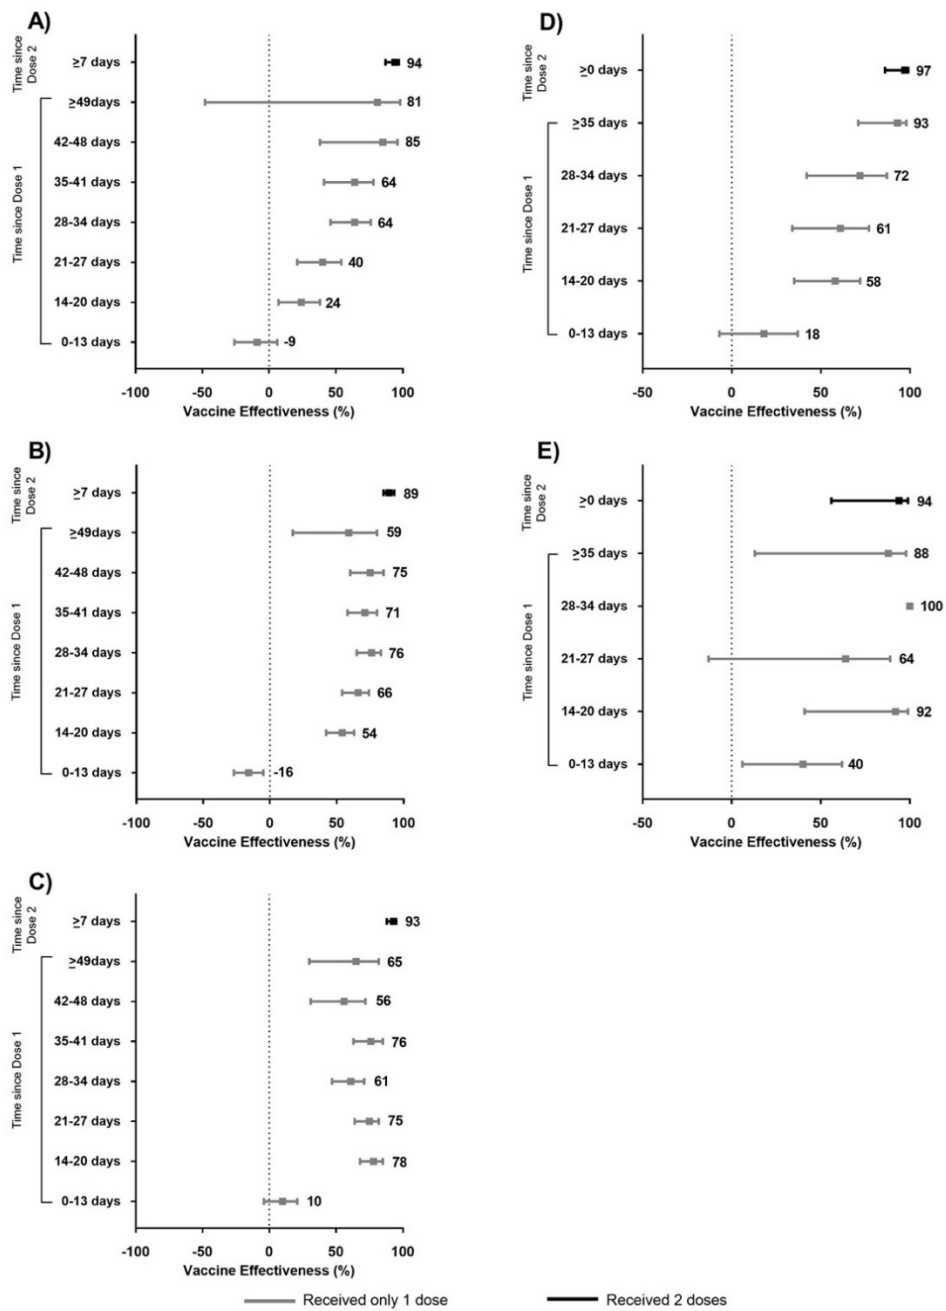 A)
Time since
Dose 2
≥7 days
94
Time since Dose 1
≥49days
81
42-48 days
85
35-41 days
64
28-34 days
64
21-27 days
40
14-20 days
24
0-13 days
-9
-100
-50
0
50
100
Vaccine Effectiveness (%)
D)
Time since
Dose 2
≥0 days
97
Time since Dose 1
≥35 days
93
28-34 days
72
21-27 days
61
14-20 days
58
0-13 days
18
-50
0
50
100
Vaccine Effectiveness (%)
B)
Time since
Dose 2
≥7 days
89
Time since Dose 1
≥49days
59
42-48 days
75
35-41 days
71
28-34 days
76
21-27 days
66
14-20 days
54
0-13 days
-16
-100
-50
0
50
100
Vaccine Effectiveness (%)
E)
Time since
Dose 2
≥0 days
94
Time since Dose 1
≥35 days
88
28-34 days
100
21-27 days
64
14-20 days
92
0-13 days
40
-50
0
50
100
Vaccine Effectiveness (%)
C)
Time since
Dose 2
≥7 days
93
Time since Dose 1
≥49days
65
42-48 days
56
35-41 days
76
28-34 days
61
21-27 days
75
14-20 days
78
0-13 days
10
-100
-50
0
50
100
Vaccine Effectiveness (%)
Received only 1 dose
Received 2 doses